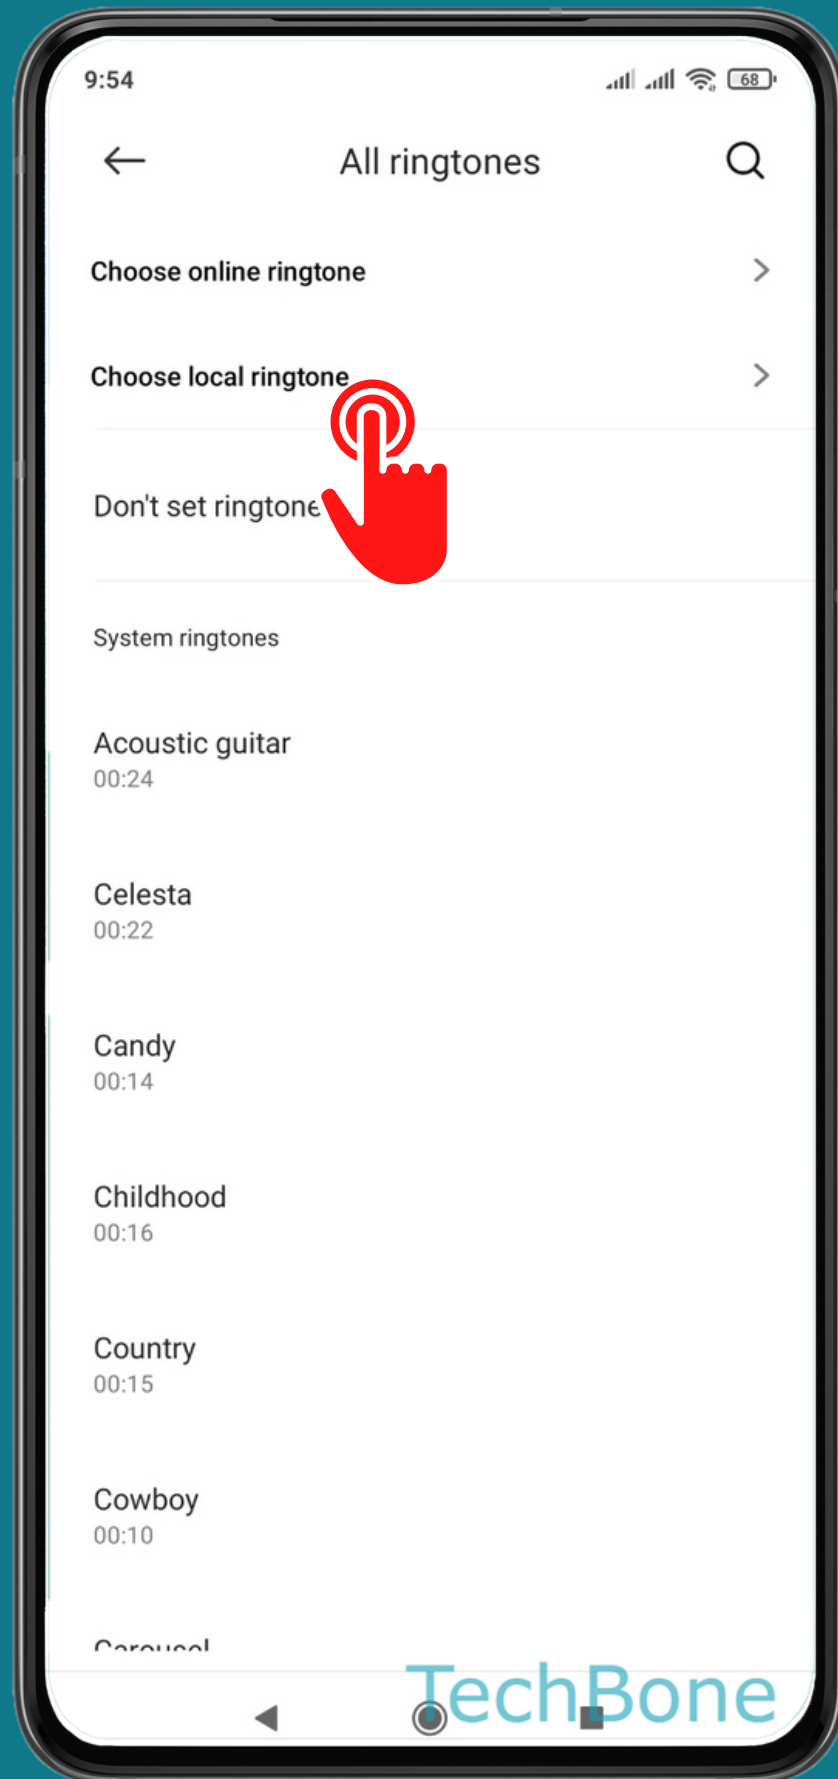 9:54
68
All ringtones
Choose online ringtone
Choose local ringtone
Don't set ringtone
System ringtones
Acoustic guitar
00:24
Celesta
00:22
Candy
00:14
Childhood
00:16
Country
00:15
Cowboy
00:10
Carousel
TechBone